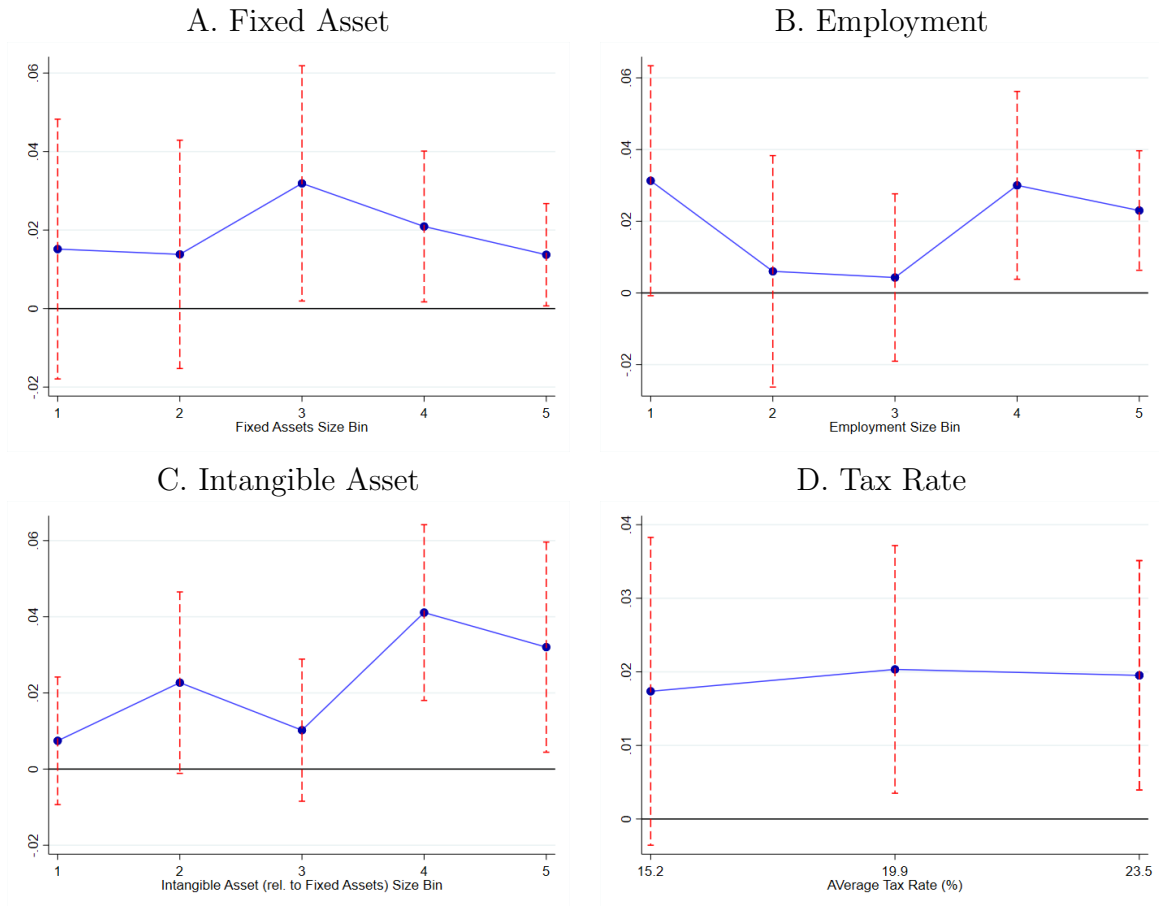 A. Fixed Asset
.06
.04
.02
0
-.02
1 2 3 4 5
Fixed Assets Size Bin
B. Employment
.06
.04
.02
0
-.02
1 2 3 4 5
Employment Size Bin
C. Intangible Asset
.06
.04
.02
0
-.02
1 2 3 4 5
Intangible Asset (rel. to Fixed Assets) Size Bin
D. Tax Rate
.04
.03
.02
.01
0
15.2 19.9 23.5
AVerage Tax Rate (%)